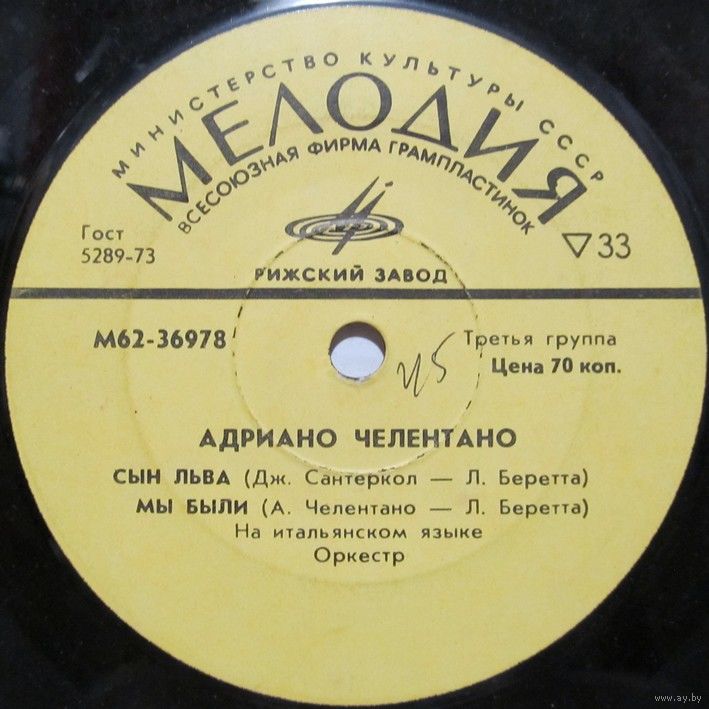 МИНИСТЕРСТВО КУЛЬТУРЫ СССР
МЕЛОДИЯ
ВСЕСОЮЗНАЯ ФИРМА ГРАМПЛАСТИНОК
Гост
5289-73
▽33
РИЖСКИЙ ЗАВОД
М62-36978
Третья группа
Цена 70 коп.
АДРИАНО ЧЕЛЕНТАНО
СЫН ЛЬВА (Дж. Сантеркол — Л. Беретта)
МЫ БЫЛИ (А. Челентано — Л. Беретта)
На итальянском языке
Оркестр
www.ay.by